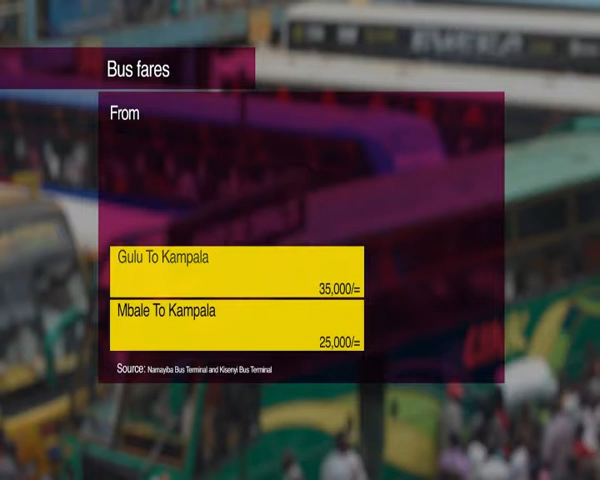 Bus fares
From
Gulu To Kampala
35,000/=
Mbale To Kampala
25,000/=
Source: Namayiba Bus Terminal and Kisenyi Bus Terminal